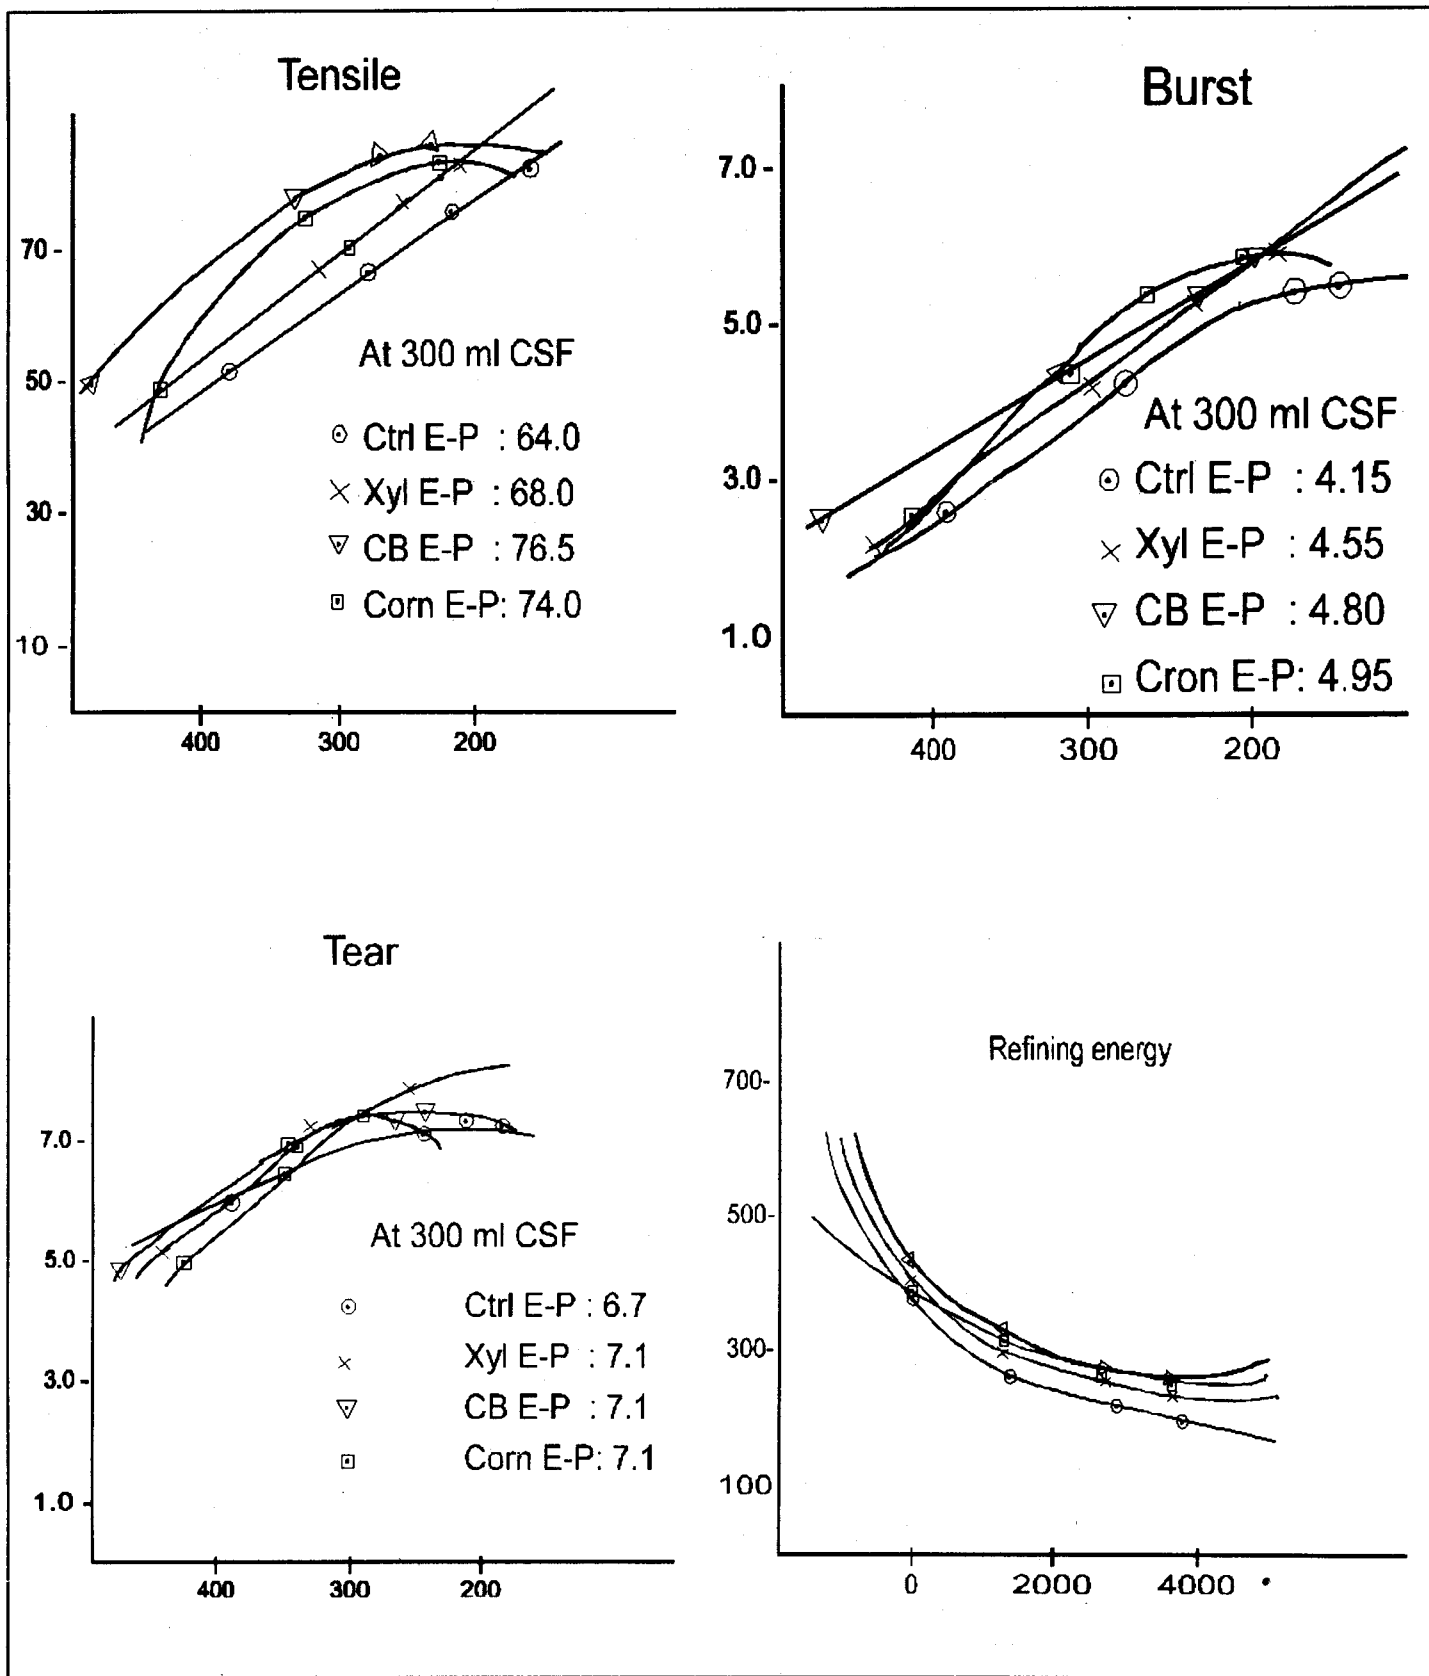 Tensile
70 -
50 -
30 -
10 -
At 300 ml CSF
Ctrl E-P : 64.0
Xyl E-P : 68.0
CB E-P : 76.5
Corn E-P: 74.0
400 300 200
Burst
7.0 -
5.0 -
3.0 -
1.0
At 300 ml CSF
Ctrl E-P : 4.15
Xyl E-P : 4.55
CB E-P : 4.80
Cron E-P: 4.95
400 300 200
Tear
7.0 -
5.0 -
3.0 -
1.0 -
At 300 ml CSF
Ctrl E-P : 6.7
Xyl E-P : 7.1
CB E-P : 7.1
Corn E-P: 7.1
400 300 200
Refining energy
700-
500-
300-
100
0 2000 4000